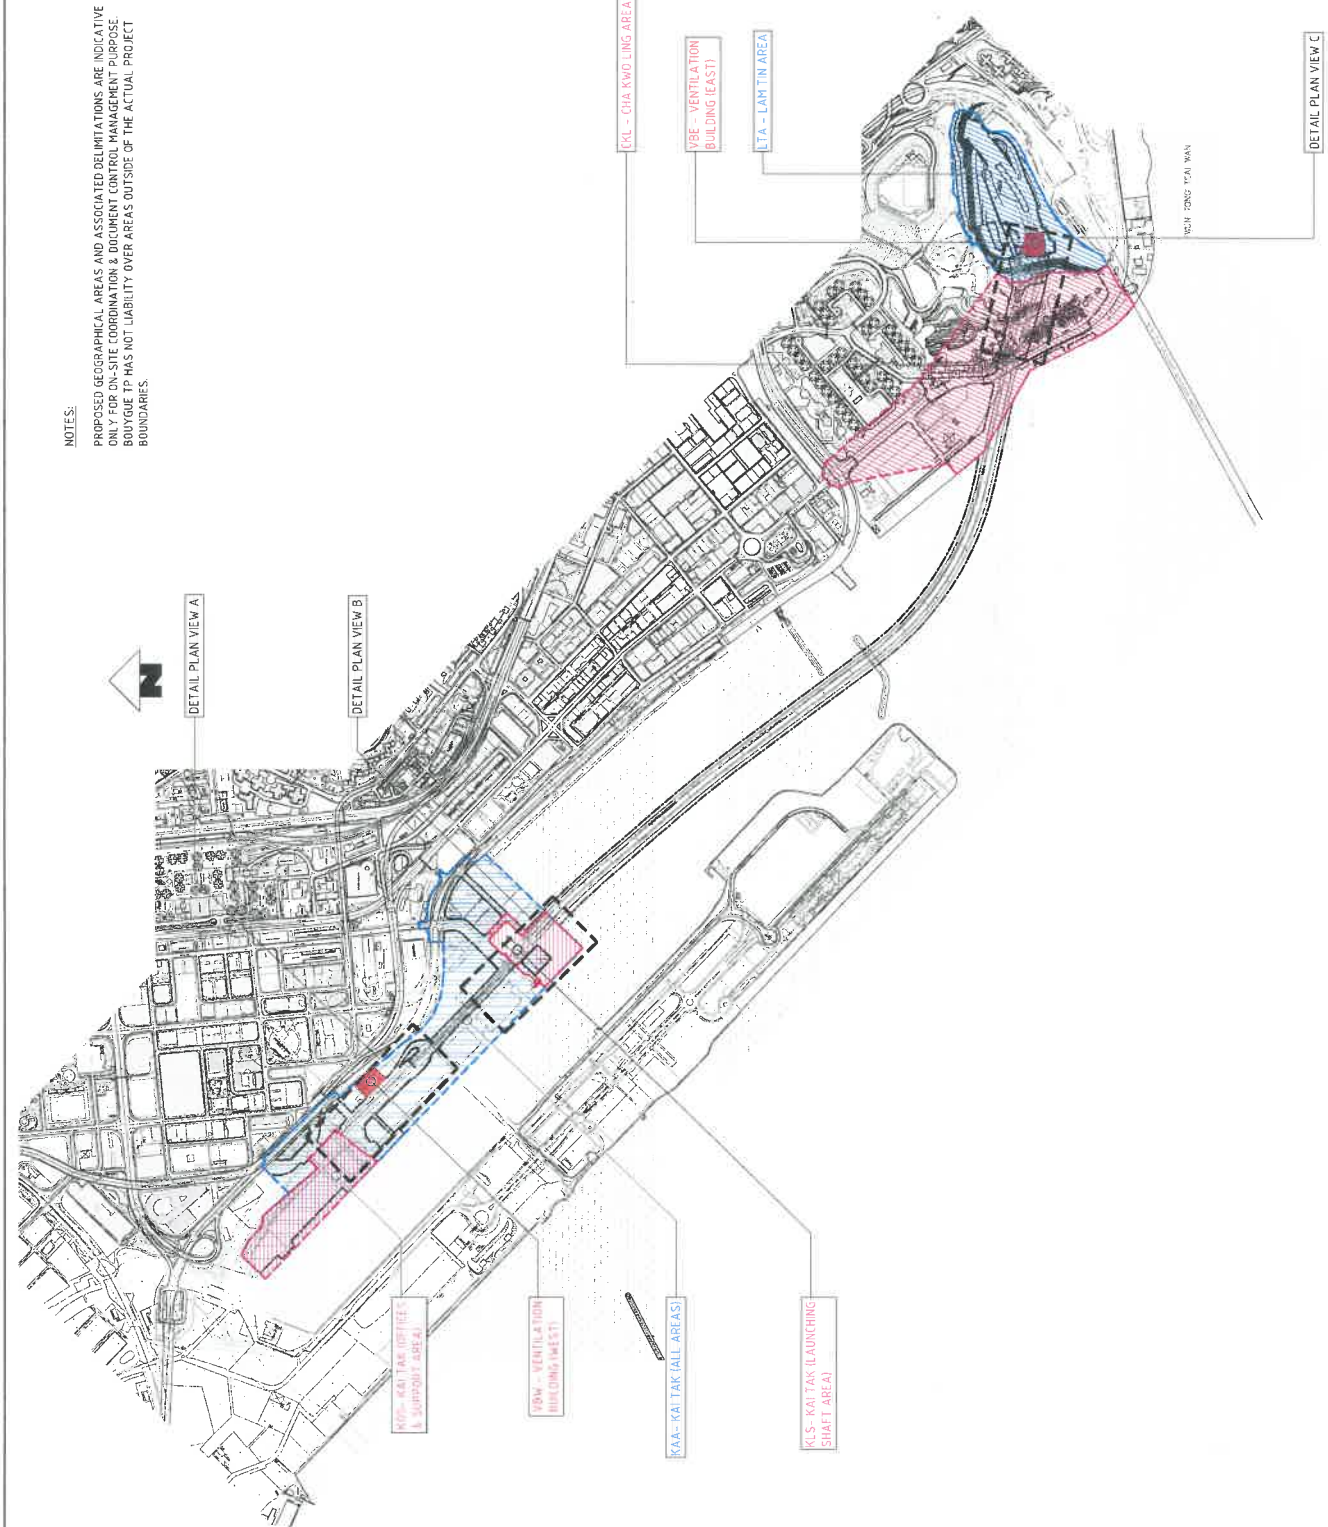 NOTES:
PROPOSED GEOGRAPHICAL AREAS AND ASSOCIATED DELIMITATIONS ARE INDICATIVE
ONLY FOR ON-SITE COORDINATION & DOCUMENT CONTROL MANAGEMENT PURPOSE.
BOUYGUE TP HAS NOT LIABILITY OVER AREAS OUTSIDE OF THE ACTUAL PROJECT
BOUNDARIES.
N
DETAIL PLAN VIEW A
DETAIL PLAN VIEW B
CKL - CHA KWO LING AREA
VBE - VENTILATION
BUILDING (EAST)
LTA - LAM TIN AREA
DETAIL PLAN VIEW C
KOS - KAI TAK (OFFICES
& SUPPORT AREA)
VBW - VENTILATION
BUILDING (WEST)
KAA - KAI TAK (ALL AREAS)
KLS - KAI TAK (LAUNCHING
SHAFT AREA)